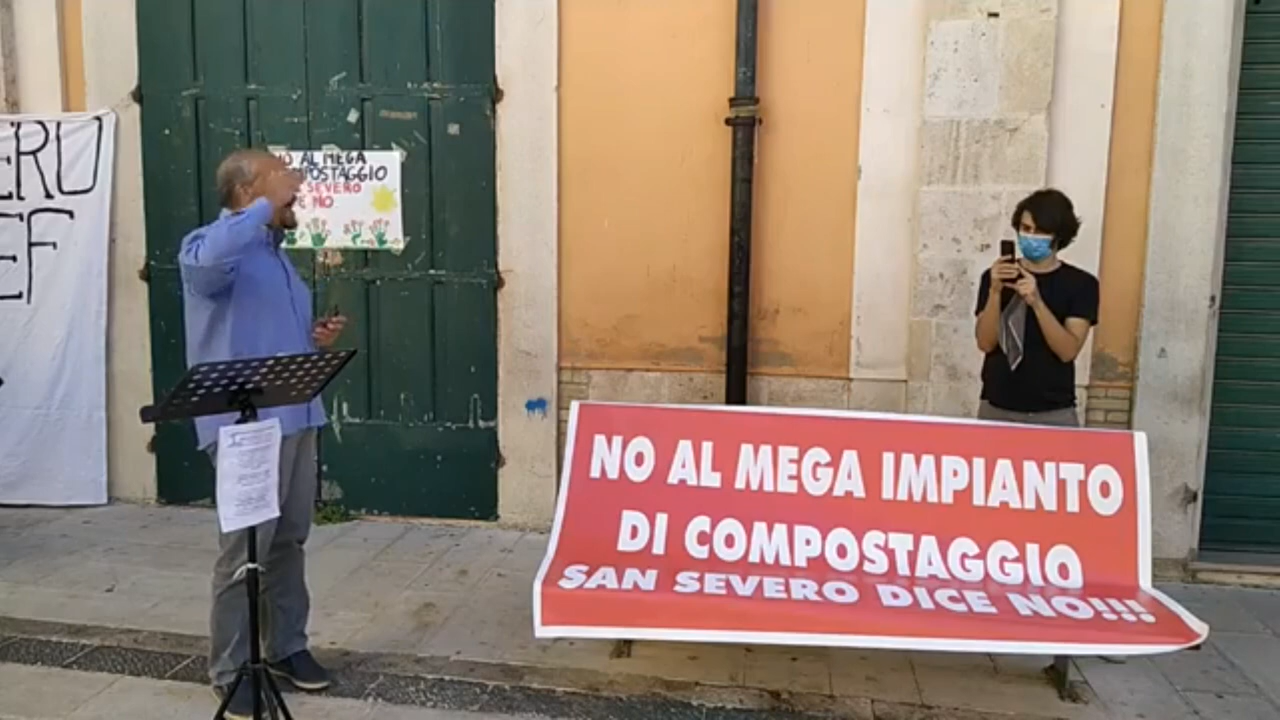 ERO
EF
NO AL MEGA
COMPOSTAGGIO
SEVERO
NO
NO AL MEGA IMPIANTO
DI COMPOSTAGGIO
SAN SEVERO DICE NO!!!